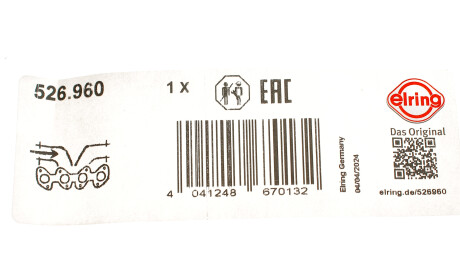 526.960
1 x
EAC
elring
Das Original
4 041248 670132
Elring Germany
04/04/2024
elring.de/526960